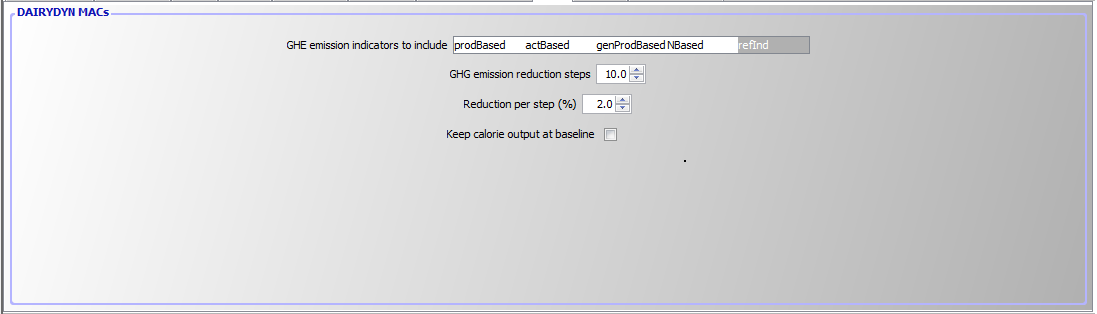 DAIRYDYN MACs
GHE emission indicators to include prodBased actBased genProdBased NBased refInd
GHG emission reduction steps 10.0
Reduction per step (%) 2.0
Keep calorie output at baseline